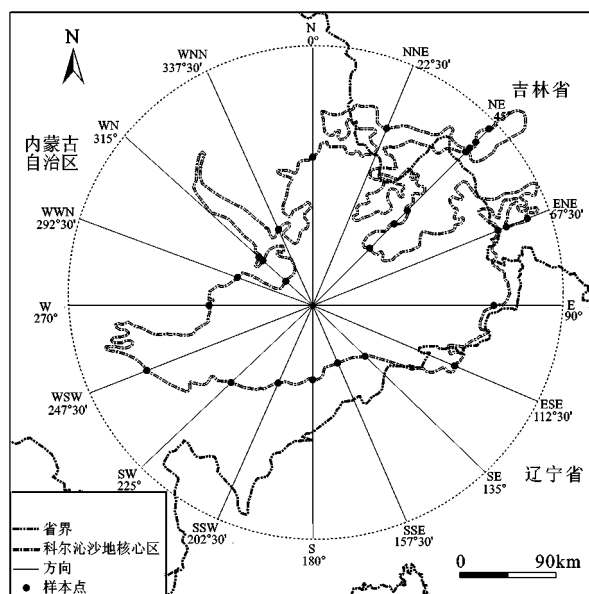 N
WNN
337°30'
N
0°
NNE
22°30'
吉林省
NE
45°
WN
315°
内蒙古
自治区
ENE
67°30'
WWN
292°30'
W
270°
E
90°
WSW
247°30'
ESE
112°30'
SW
225°
SE
135°
辽宁省
SSW
202°30'
S
180°
SSE
157°30'
省界
科尔沁沙地核心区
方向
样本点
0 90km